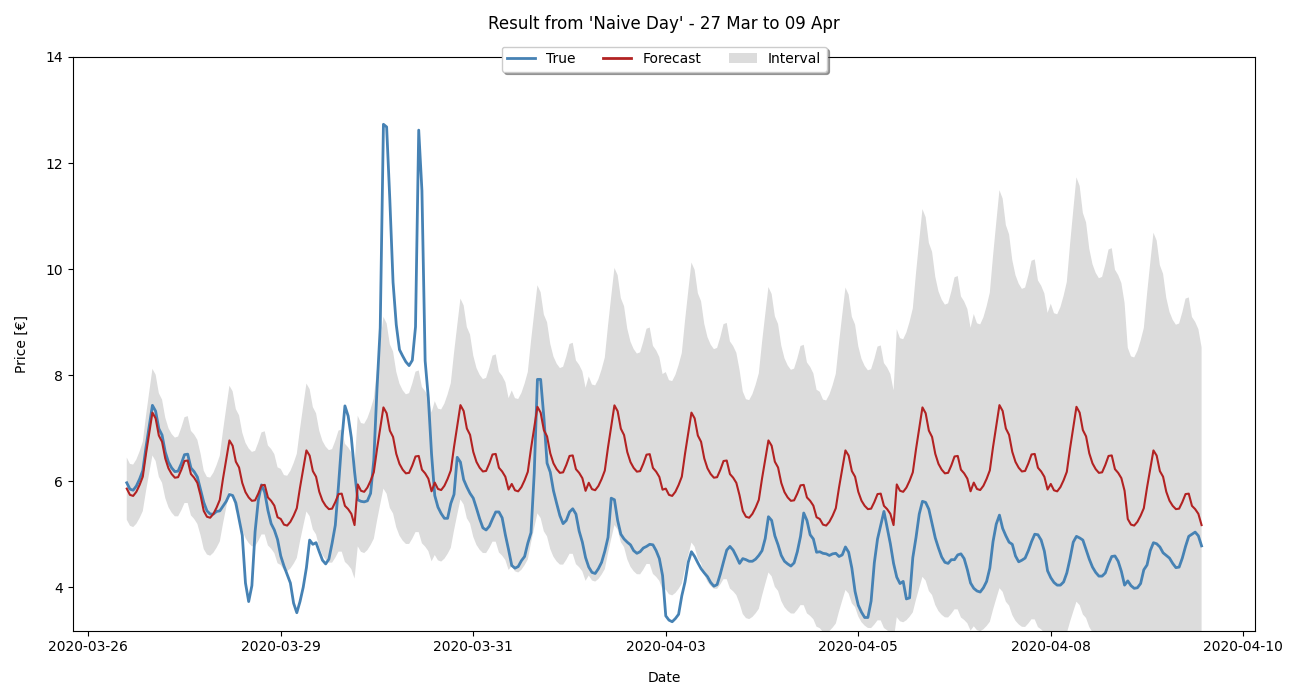 Result from 'Naive Day' - 27 Mar to 09 Apr
True Forecast Interval
14
12
10
8
6
4
Price [€]
2020-03-26 2020-03-29 2020-03-31 2020-04-03 2020-04-05 2020-04-08 2020-04-10
Date